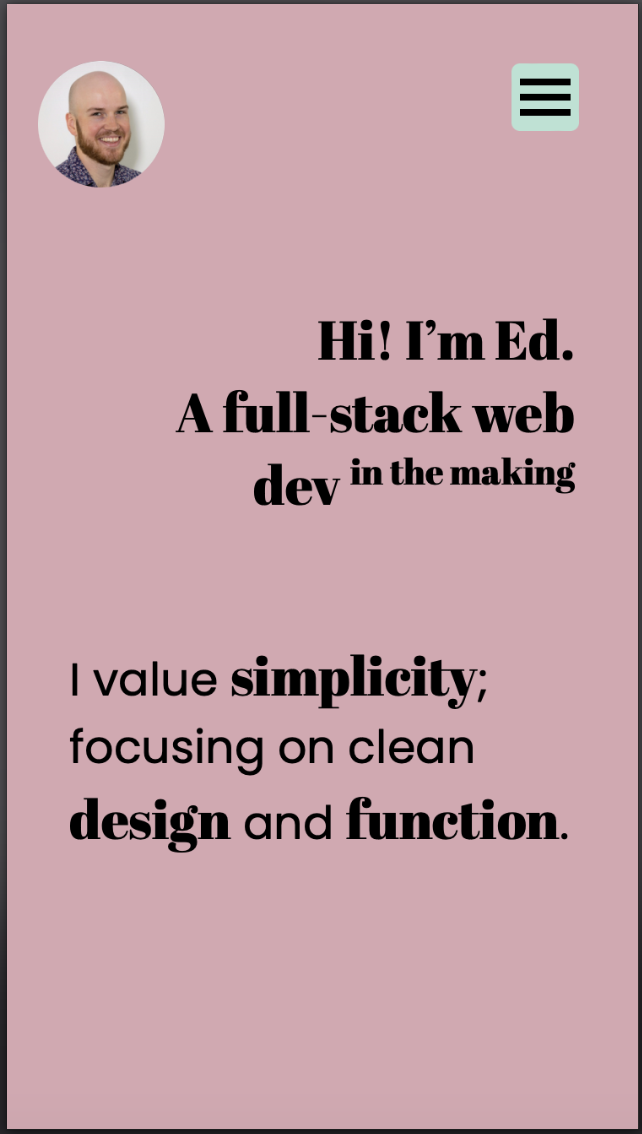 Hi! I’m Ed.
A full-stack web
dev in the making
I value simplicity;
focusing on clean
design and function.